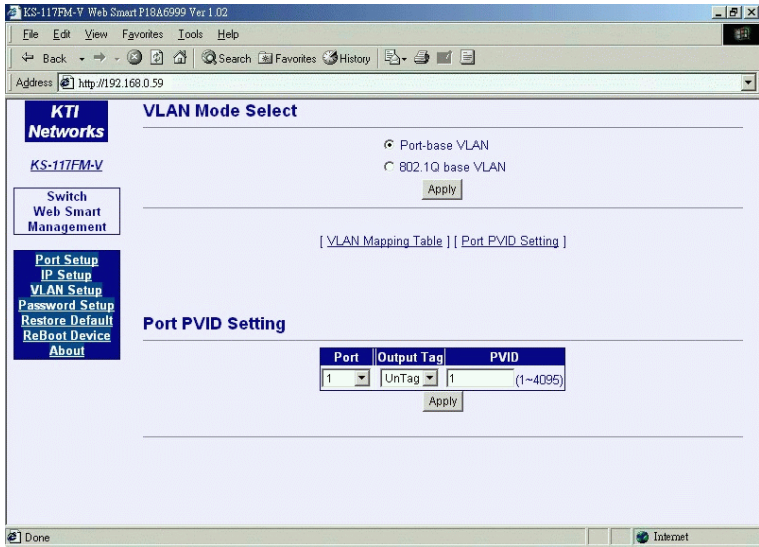 KS-117FM-V Web Smart P18A6999 Ver 1.02
File Edit View Favorites Tools Help
Back Search Favorites History
Address http://192.168.0.59
KTI
Networks
KS-117FM-V
Switch
Web Smart
Management
Port Setup
IP Setup
VLAN Setup
Password Setup
Restore Default
ReBoot Device
About
VLAN Mode Select
Port-base VLAN
802.1Q base VLAN
Apply
[ VLAN Mapping Table ] [ Port PVID Setting ]
Port PVID Setting
Port Output Tag PVID
1 UnTag 1 (1~4095)
Apply
Done Internet